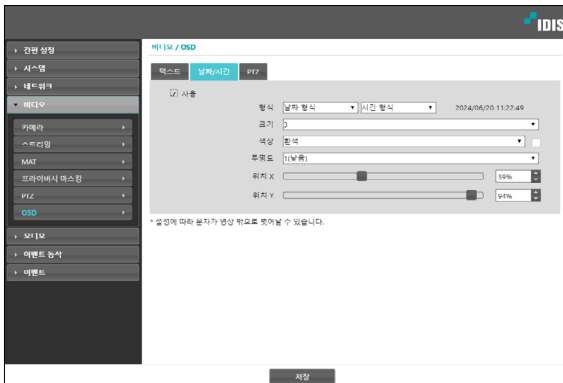 IDIS
간편 설정
시스템
네트워크
비디오
카메라
스트리밍
MAT
프라이버시 마스킹
PTZ
OSD
오디오
이벤트 동작
이벤트
비디오 / OSD
텍스트 날짜/시간 PTZ
사용
형식 날짜 형식 시간 형식 2024/06/20 11:22:49
크기 3
색상 흰색
투명도 1(낮음)
위치 X 39%
위치 Y 94%
* 설정에 따라 문자가 영상 밖으로 벗어날 수 있습니다.
저장